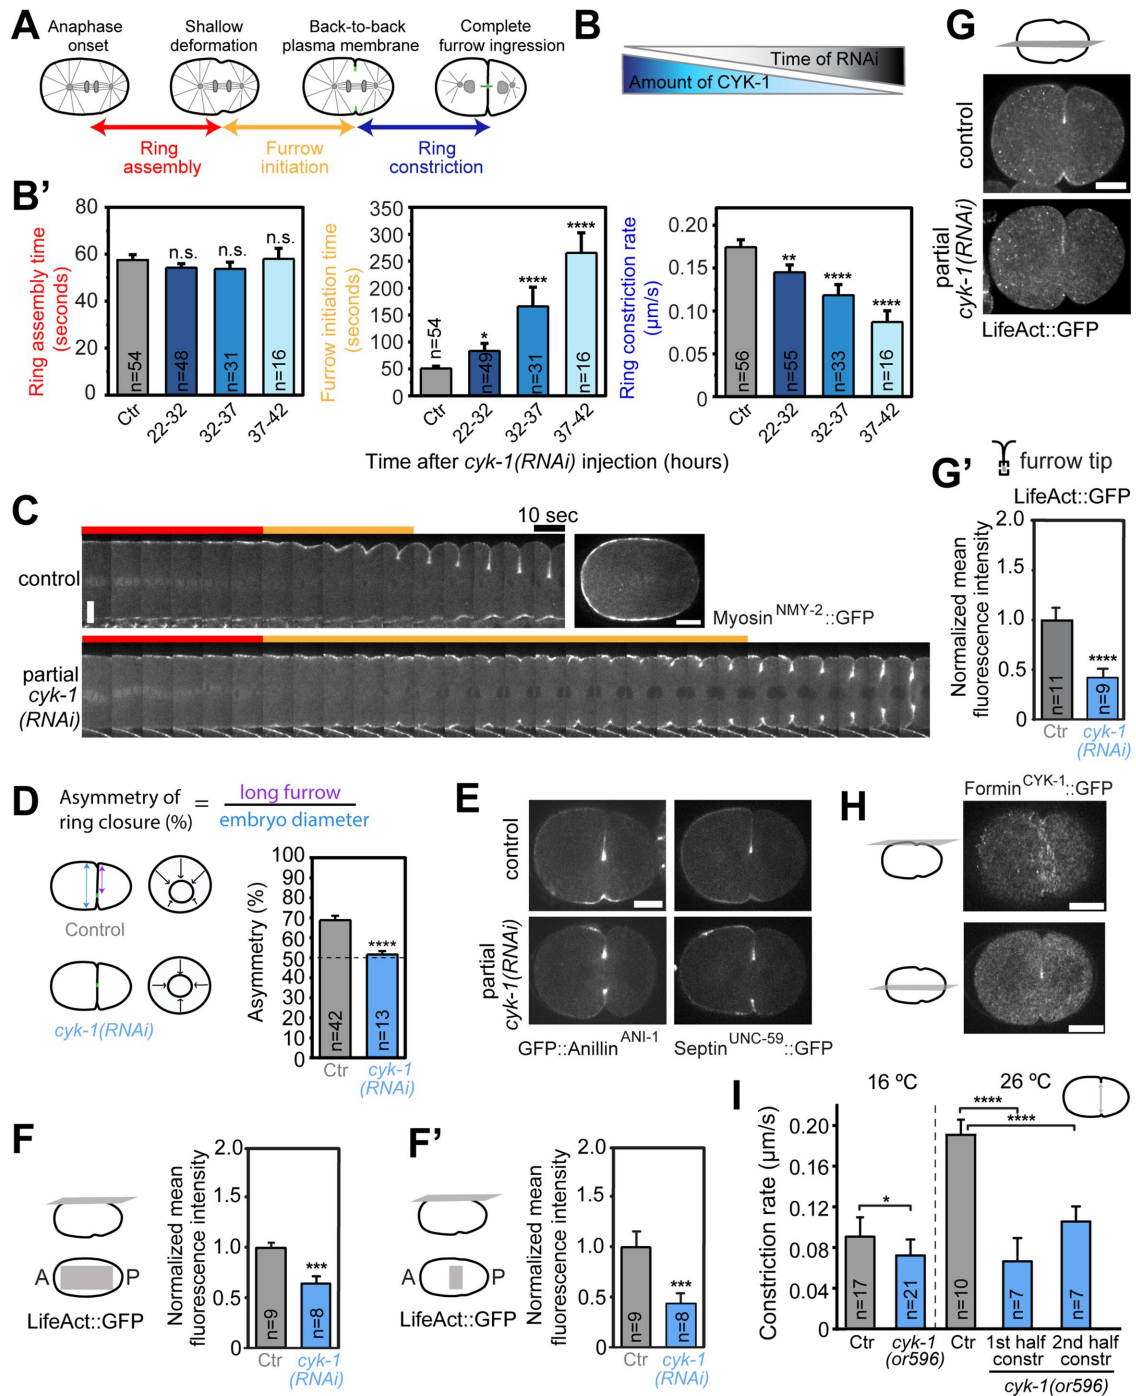 A
Anaphase
onset
Shallow
deformation
Back-to-back
plasma membrane
Complete
furrow ingression
Ring
assembly
Furrow
initiation
Ring
constriction
B
Time of RNAi
Amount of CYK-1
B'
Ring assembly time
(seconds)
80
60
40
20
0
n.s.
n.s.
n.s.
n=54
n=48
n=31
n=16
Ctr
22-32
32-37
37-42
Furrow initiation time
(seconds)
350
300
250
200
150
100
50
0
*
****
****
n=54
n=49
n=31
n=16
Ctr
22-32
32-37
37-42
Ring constriction rate
(µm/s)
0.20
0.15
0.10
0.05
0
**
****
****
n=56
n=55
n=33
n=16
Ctr
22-32
32-37
37-42
Time after cyk-1(RNAi) injection (hours)
C
10 sec
control
Myosin NMY-2::GFP
partial
cyk-1
(RNAi)
D
Asymmetry of
ring closure (%)
=
long furrow
embryo diameter
Control
cyk-1(RNAi)
Asymmetry (%)
100
90
80
70
60
50
40
30
20
10
0
****
n=42
n=13
Ctr
cyk-1
(RNAi)
E
control
partial
cyk-1(RNAi)
GFP::Anillin ANI-1
Septin UNC-59::GFP
F
A
P
LifeAct::GFP
Normalized mean
fluorescence intensity
2.0
1.5
1.0
0.5
0
***
n=9
n=8
Ctr
cyk-1
(RNAi)
F'
A
P
LifeAct::GFP
Normalized mean
fluorescence intensity
2.0
1.5
1.0
0.5
0
***
n=9
n=8
Ctr
cyk-1
(RNAi)
G
control
partial
cyk-1(RNAi)
LifeAct::GFP
G'
furrow tip
LifeAct::GFP
Normalized mean
fluorescence intensity
2.0
1.5
1.0
0.5
0
****
n=11
n=9
Ctr
cyk-1
(RNAi)
H
Formin CYK-1::GFP
I
16 ºC
26 ºC
Constriction rate (µm/s)
0.20
0.16
0.12
0.08
0.04
0
*
****
****
n=17
n=21
n=10
n=7
n=7
Ctr
cyk-1
(or596)
Ctr
1st half
constr
2nd half
constr
cyk-1(or596)